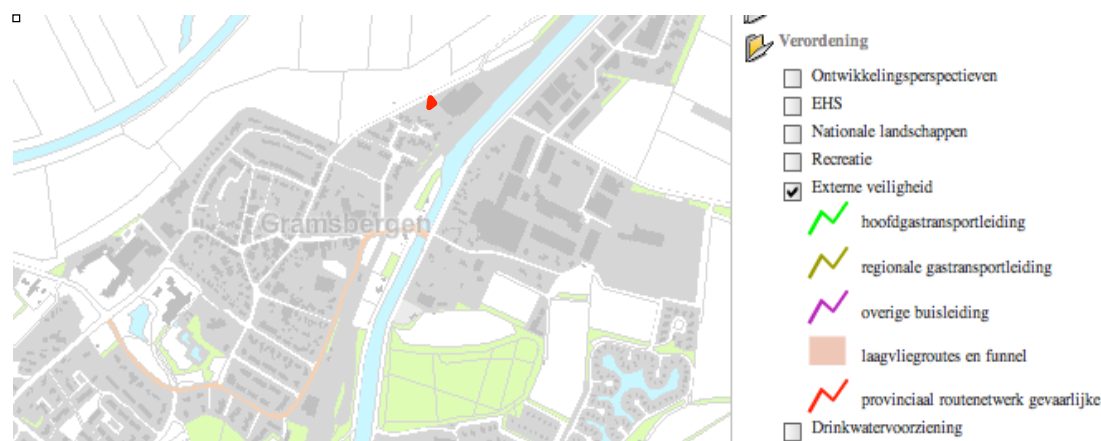 Gramsbergen
Verordening
Ontwikkelingsperspectieven
EHS
Nationale landschappen
Recreatie
Externe veiligheid
hoofdgastransportleiding
regionale gastransportleiding
overige buisleiding
laagvliegroutes en funnel
provinciaal routenetwerk gevaarlijke
Drinkwatervoorziening